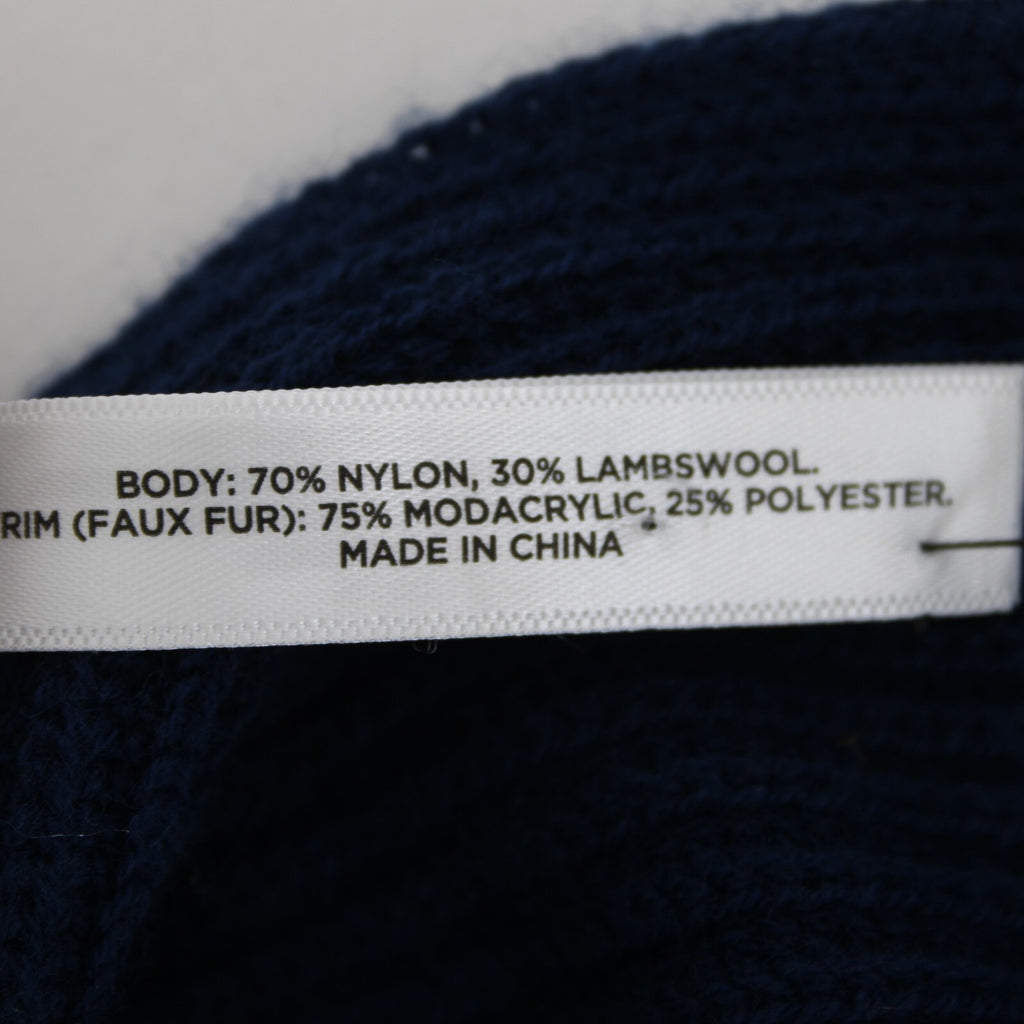 BODY: 70% NYLON, 30% LAMBSWOOL.
RIM (FAUX FUR): 75% MODACRYLIC, 25% POLYESTER.
MADE IN CHINA